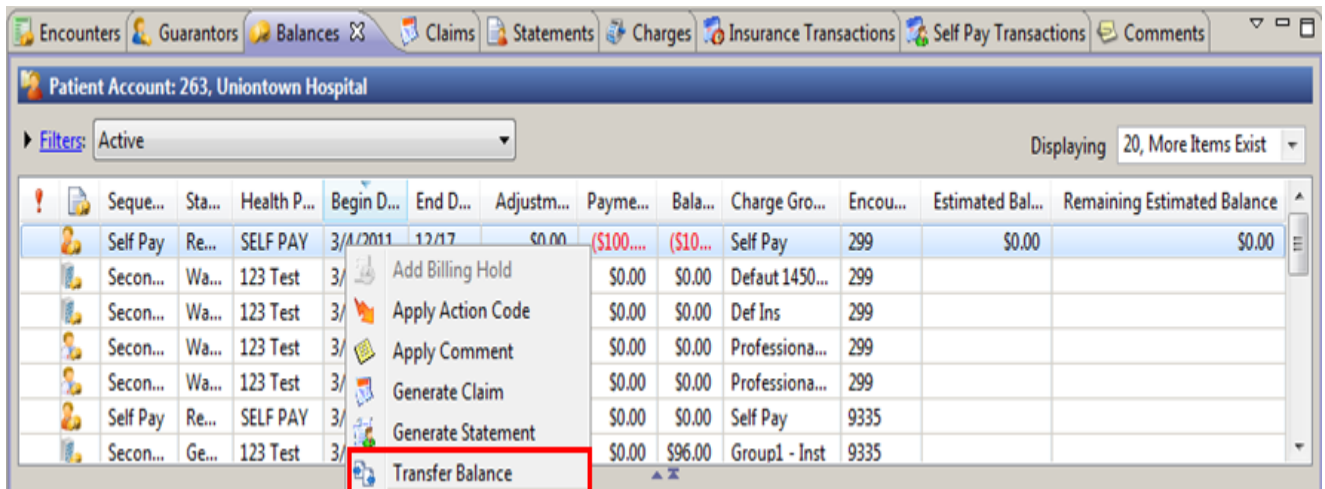 Encounters Guarantors Balances Claims Statements Charges Insurance Transactions Self Pay Transactions Comments
Patient Account: 263, Uniontown Hospital
Filters: Active Displaying 20, More Items Exist
! Seque... Sta... Health P... Begin D... End D... Adjustm... Payme... Bala... Charge Gro... Encou... Estimated Bal... Remaining Estimated Balance
Self Pay Re... SELF PAY 3/4/2011 12/17... $0.00 ($100.... ($10... Self Pay 299 $0.00 $0.00
Secon... Wa... 123 Test 3/ Add Billing Hold $0.00 $0.00 Defaut 1450... 299
Secon... Wa... 123 Test 3/ Apply Action Code $0.00 $0.00 Def Ins 299
Secon... Wa... 123 Test 3/ Apply Comment $0.00 $0.00 Professiona... 299
Secon... Wa... 123 Test 3/ Generate Claim $0.00 $0.00 Professiona... 299
Self Pay Re... SELF PAY 3/ Generate Statement $0.00 $0.00 Self Pay 9335
Secon... Ge... 123 Test 3/ Transfer Balance $0.00 $96.00 Group1 - Inst 9335